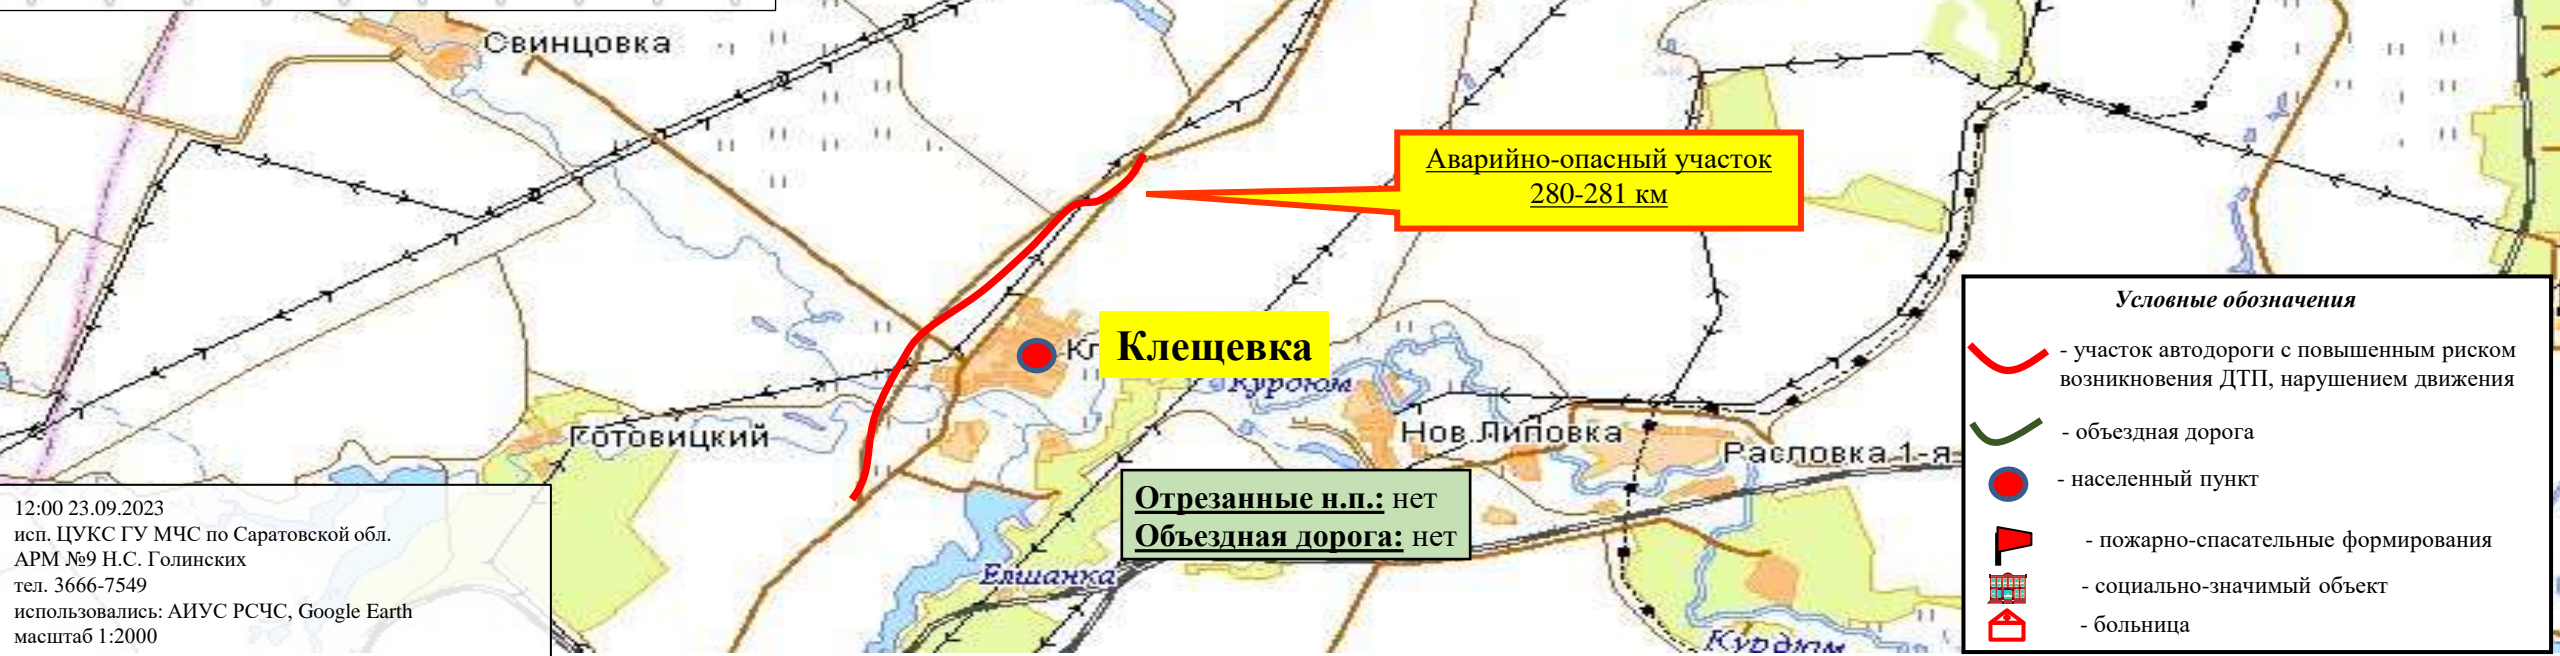 Свинцовка
Аварийно-опасный участок
280-281 км
Клещевка
Курдюм
Готовицкий
Нов.Липовка
Расловка 1-я
Отрезанные н.п.: нет
Объездная дорога: нет
Елшанка
Курдюм
12:00 23.09.2023
исп. ЦУКС ГУ МЧС по Саратовской обл.
АРМ №9 Н.С. Голинских
тел. 3666-7549
использовались: АИУС РСЧС, Google Earth
масштаб 1:2000
Условные обозначения
- участок автодороги с повышенным риском
возникновения ДТП, нарушением движения
- объездная дорога
- населенный пункт
- пожарно-спасательные формирования
- социально-значимый объект
- больница